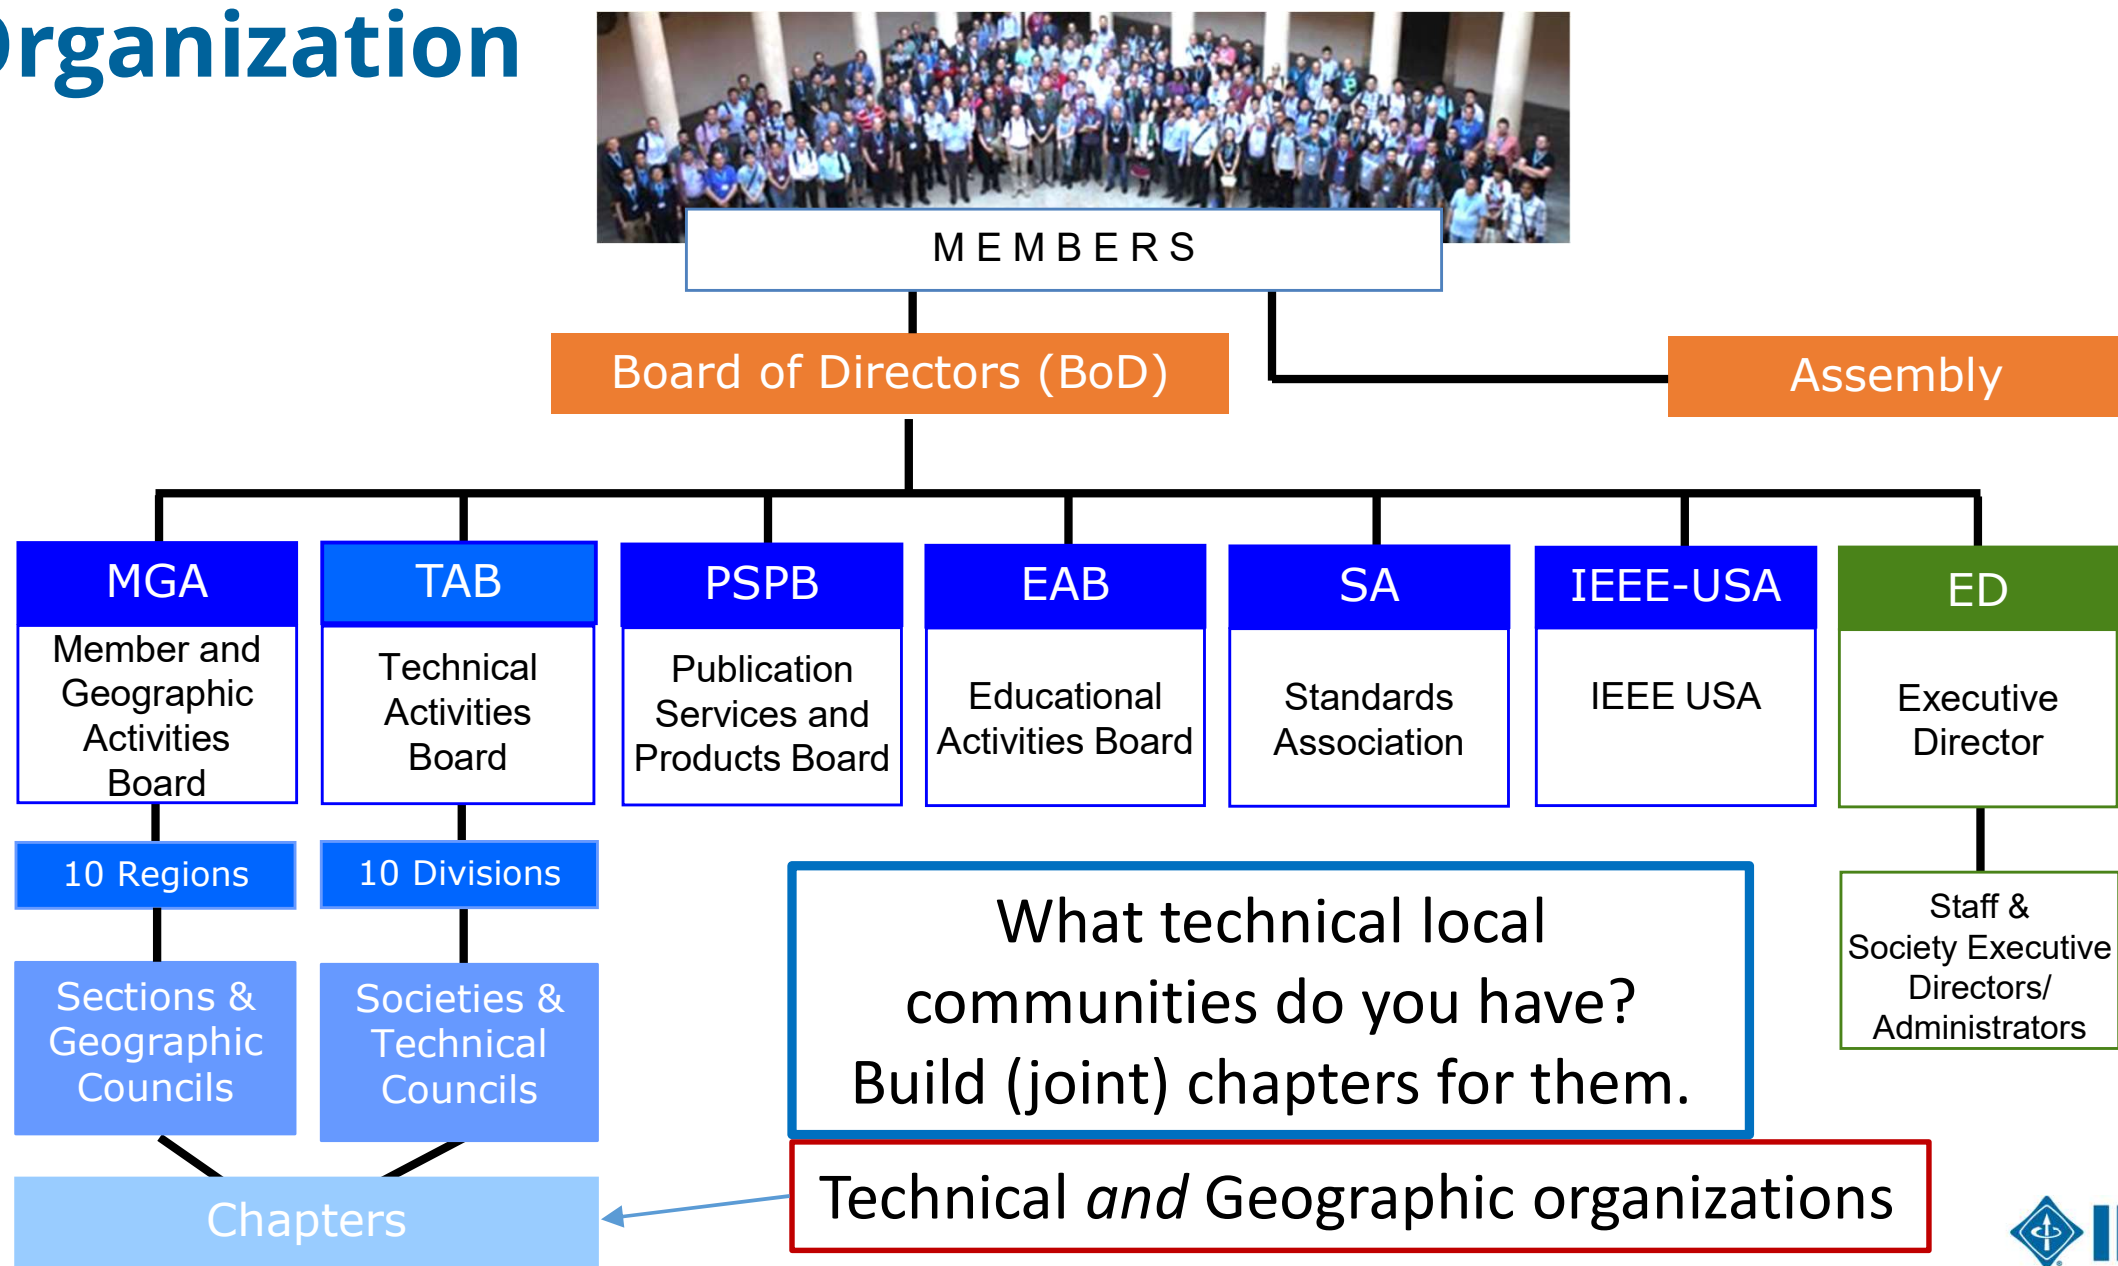 Organization
MEMBERS
Board of Directors (BoD)
Assembly
MGA
Member and
Geographic
Activities
Board
TAB
Technical
Activities
Board
PSPB
Publication
Services and
Products Board
EAB
Educational
Activities Board
SA
Standards
Association
IEEE-USA
IEEE USA
ED
Executive
Director
10 Regions
10 Divisions
Sections &
Geographic
Councils
Societies &
Technical
Councils
Staff &
Society Executive
Directors/
Administrators
What technical local
communities do you have?
Build (joint) chapters for them.
Technical and Geographic organizations
Chapters